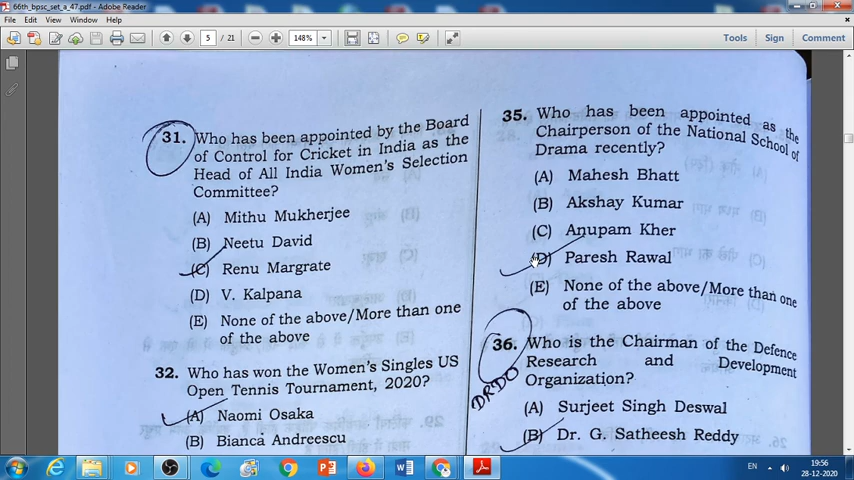 66th_bpsc_set_a_47.pdf - Adobe Reader
File Edit View Window Help
5 / 21
148%
Tools Sign Comment
31. Who has been appointed by the Board
of Control for Cricket in India as the
Head of All India Women's Selection
Committee?
(A) Mithu Mukherjee
(B) Neetu David
(C) Renu Margrate
(D) V. Kalpana
(E) None of the above/More than one
of the above
32. Who has won the Women's Singles US
Open Tennis Tournament, 2020?
(A) Naomi Osaka
(B) Bianca Andreescu
35. Who has been appointed as the
Chairperson of the National School of
Drama recently?
(A) Mahesh Bhatt
(B) Akshay Kumar
(C) Anupam Kher
(D) Paresh Rawal
(E) None of the above/More than one
of the above
36. Who is the Chairman of the Defence
Research and Development
Organization?
DRDO
(A) Surjeet Singh Deswal
(B) Dr. G. Satheesh Reddy
EN
19:56
28-12-2020